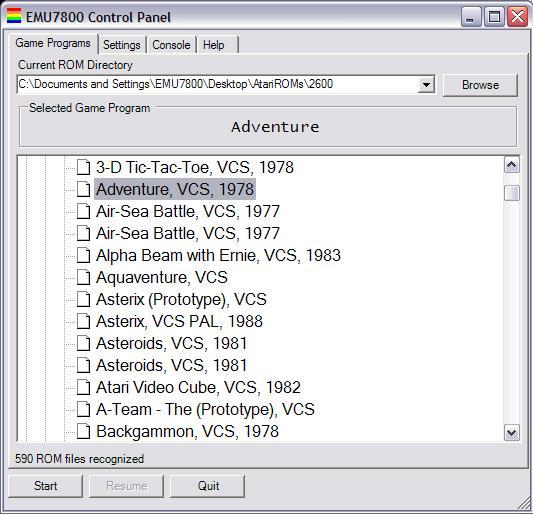 EMU7800 Control Panel
Game Programs Settings Console Help
Current ROM Directory
C:\Documents and Settings\EMU7800\Desktop\AtariROMs\2600 Browse
Selected Game Program
Adventure
3-D Tic-Tac-Toe, VCS, 1978
Adventure, VCS, 1978
Air-Sea Battle, VCS, 1977
Air-Sea Battle, VCS, 1977
Alpha Beam with Ernie, VCS, 1983
Aquaventure, VCS
Asterix (Prototype), VCS
Asterix, VCS PAL, 1988
Asteroids, VCS, 1981
Asteroids, VCS, 1981
Atari Video Cube, VCS, 1982
A-Team - The (Prototype), VCS
Backgammon, VCS, 1978
590 ROM files recognized
Start Resume Quit